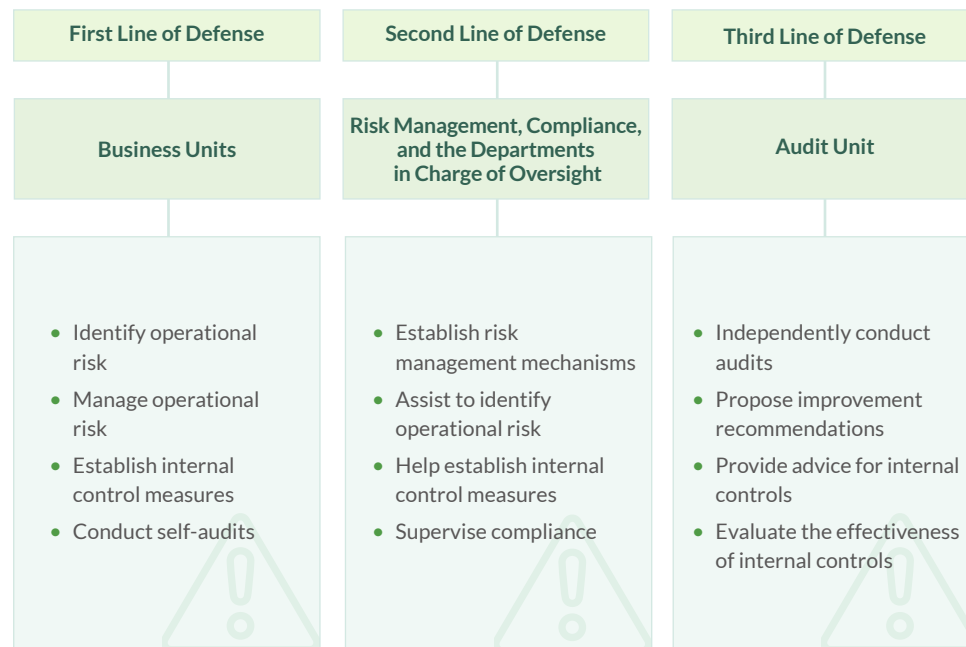 First Line of Defense
Business Units
Identify operational
risk
Manage operational
risk
Establish internal
control measures
Conduct self-audits
Second Line of Defense
Risk Management, Compliance,
and the Departments
in Charge of Oversight
Establish risk
management mechanisms
Assist to identify
operational risk
Help establish internal
control measures
Supervise compliance
Third Line of Defense
Audit Unit
Independently conduct
audits
Propose improvement
recommendations
Provide advice for internal
controls
Evaluate the effectiveness
of internal controls